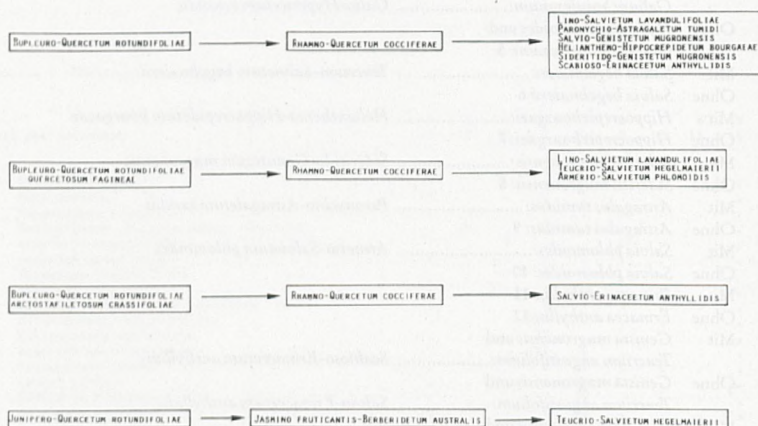 BUPLEURO-QUERCETUM ROTUNDIFOLIAE
RHAMNO-QUERCETUM COCCIFERAE
LINO-SALVIETUM LAVANDULIFOLIAE
PARONYCHIO-ASTRAGALETUM TUMIDI
SALVIO-GENISTETUM MUGRONENSIS
HELIANTHEMO-HIPPOCREPIDETUM BOURGAEAE
SIDERITIDO-GENISTETUM MUGRONENSIS
SCABIOSO-ERINACEETUM ANTHYLLIDIS
BUPLEURO-QUERCETUM ROTUNDIFOLIAE
QUERCETOSUM FAGINEAE
RHAMNO-QUERCETUM COCCIFERAE
LINO-SALVIETUM LAVANDULIFOLIAE
TEUCRIO-SALVIETUM HEGELMAIERII
ARMERIO-SALVIETUM PHLOMOIDIS
BUPLEURO-QUERCETUM ROTUNDIFOLIAE
ARCTOSTAFILETOSUM CRASSIFOLIAE
RHAMNO-QUERCETUM COCCIFERAE
SALVIO-ERINACEETUM ANTHYLLIDIS
JUNIPERO-QUERCETUM ROTUNDIFOLIAE
JASMINO FRUTICANTIS-BERBERIDETUM AUSTRALIS
TEUCRIO-SALVIETUM HEGELMAIERII